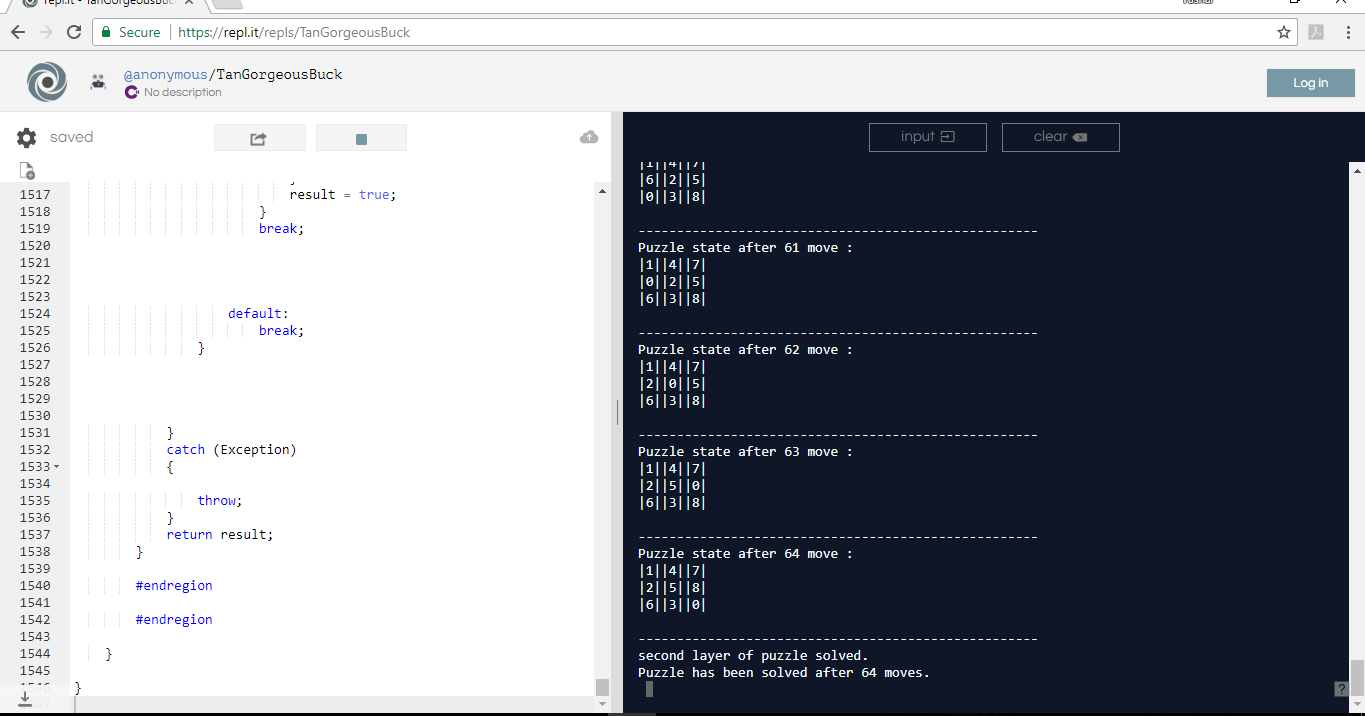 repl.it - TanGorgeousBuc
Secure https://repl.it/repls/TanGorgeousBuck
@anonymous/TanGorgeousBuck
No description
Log in
saved
input
clear
1517 result = true;
1518 }
1519 break;
1520
1521
1522
1523
1524 default:
1525 break;
1526 }
1527
1528
1529
1530
1531 }
1532 catch (Exception)
1533 {
1534
1535 throw;
1536 }
1537 return result;
1538 }
1539
1540 #endregion
1541
1542 #endregion
1543
1544 }
1545
1546 }
|1||4||7|
|6||2||5|
|0||3||8|
----------------------------------------------------
Puzzle state after 61 move :
|1||4||7|
|0||2||5|
|6||3||8|
----------------------------------------------------
Puzzle state after 62 move :
|1||4||7|
|2||0||5|
|6||3||8|
----------------------------------------------------
Puzzle state after 63 move :
|1||4||7|
|2||5||0|
|6||3||8|
----------------------------------------------------
Puzzle state after 64 move :
|1||4||7|
|2||5||8|
|6||3||0|
----------------------------------------------------
second layer of puzzle solved.
Puzzle has been solved after 64 moves.
?